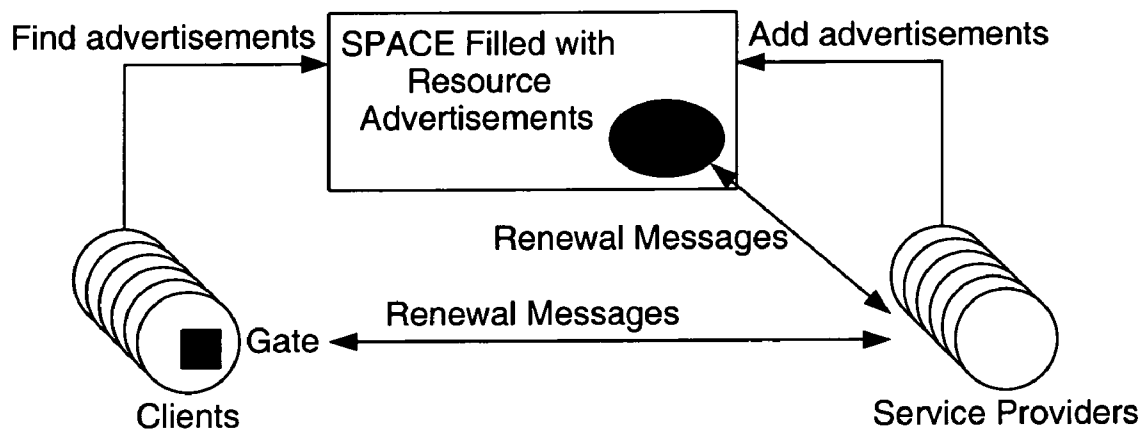 Find advertisements
SPACE Filled with
Resource
Advertisements
Add advertisements
Renewal Messages
Renewal Messages
Gate
Clients
Service Providers